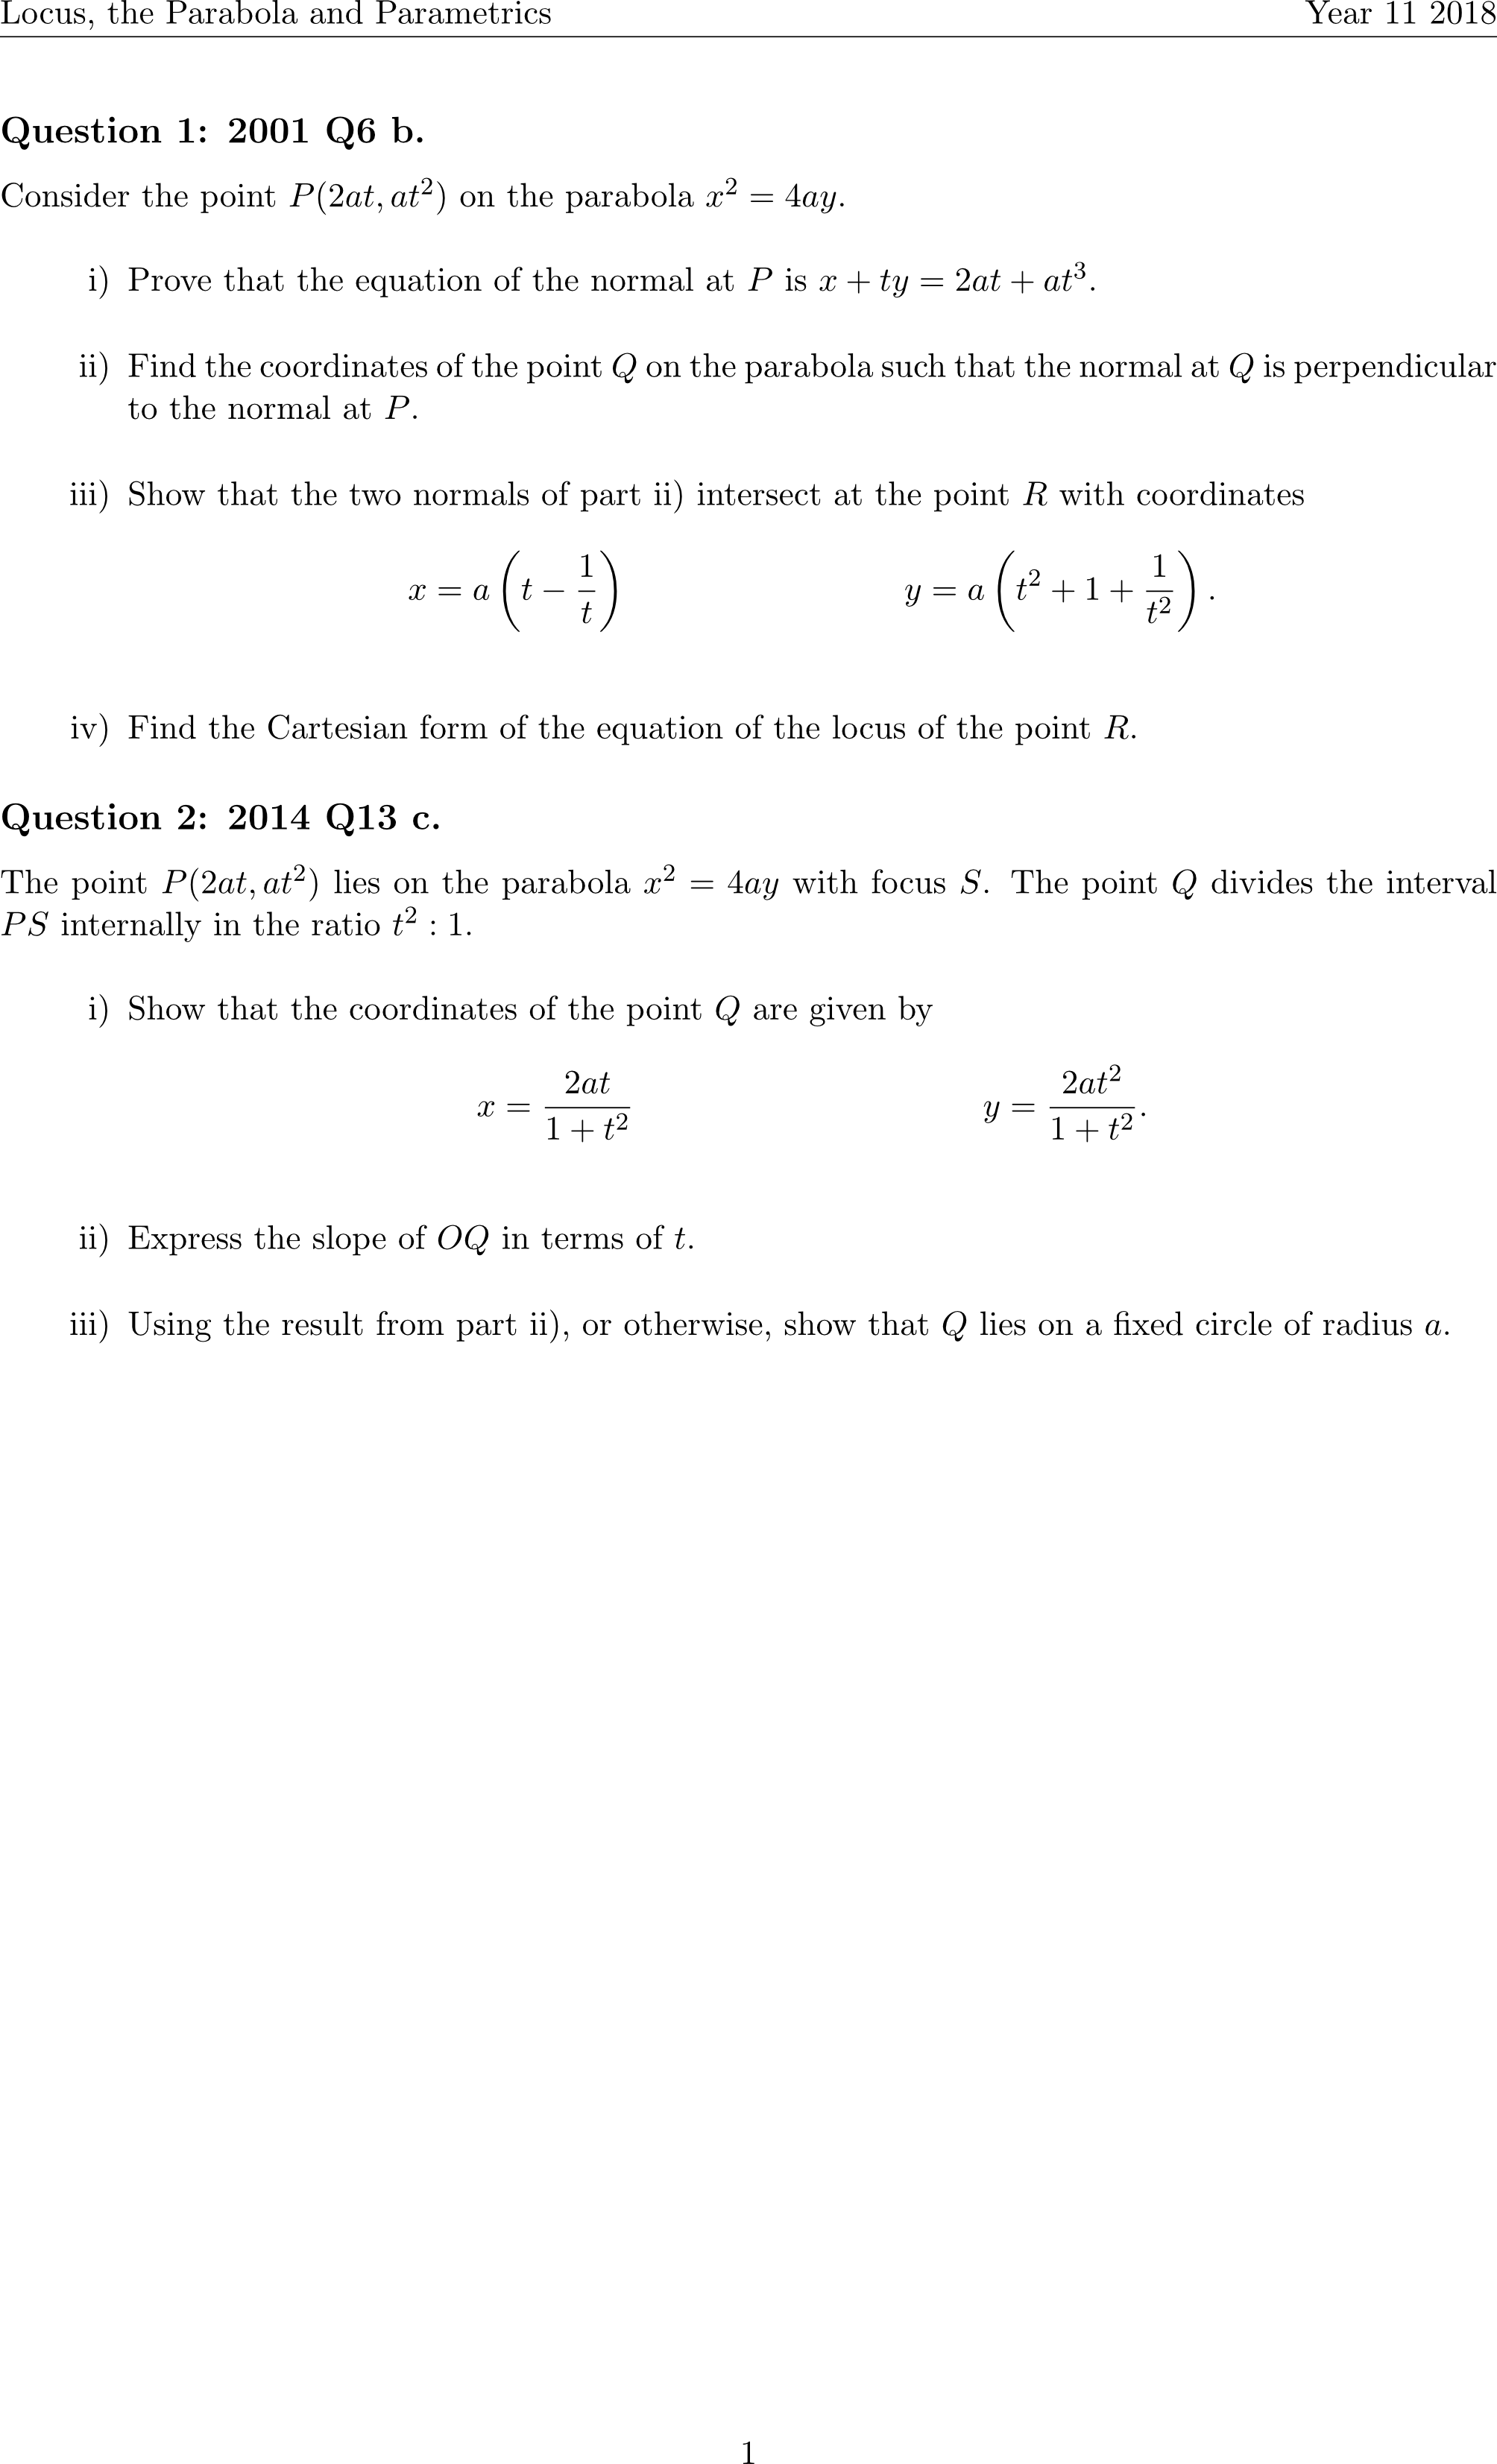 Locus, the Parabola and Parametrics Year 11 2018
Question 1: 2001 Q6 b.
Consider the point $P(2at, at^2)$ on the parabola $x^2 = 4ay$.
i) Prove that the equation of the normal at $P$ is $x + ty = 2at + at^3$.
ii) Find the coordinates of the point $Q$ on the parabola such that the normal at $Q$ is perpendicular
to the normal at $P$.
iii) Show that the two normals of part ii) intersect at the point $R$ with coordinates
$x = a\left(t - \frac{1}{t}\right)$ $y = a\left(t^2 + 1 + \frac{1}{t^2}\right).$
iv) Find the Cartesian form of the equation of the locus of the point $R$.
Question 2: 2014 Q13 c.
The point $P(2at, at^2)$ lies on the parabola $x^2 = 4ay$ with focus $S$. The point $Q$ divides the interval
$PS$ internally in the ratio $t^2 : 1$.
i) Show that the coordinates of the point $Q$ are given by
$x = \frac{2at}{1 + t^2}$ $y = \frac{2at^2}{1 + t^2}.$
ii) Express the slope of $OQ$ in terms of $t$.
iii) Using the result from part ii), or otherwise, show that $Q$ lies on a fixed circle of radius $a$.
1